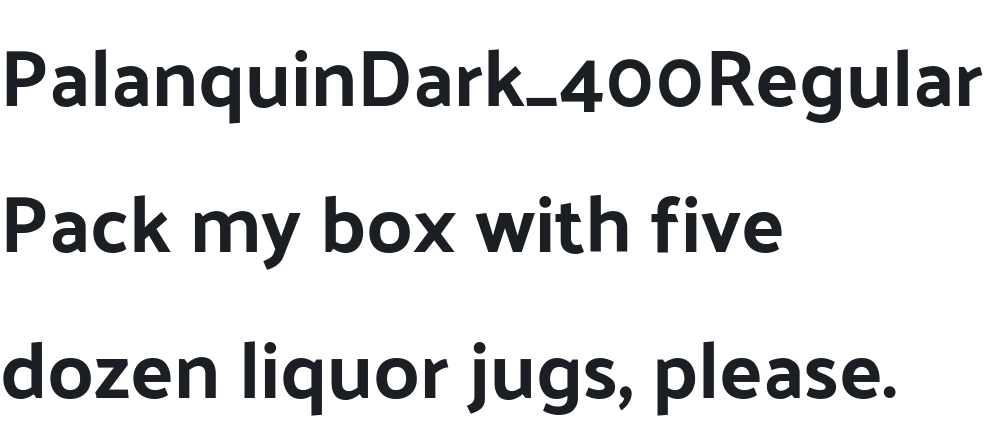 PalanquinDark_400Regular
Pack my box with five
dozen liquor jugs, please.